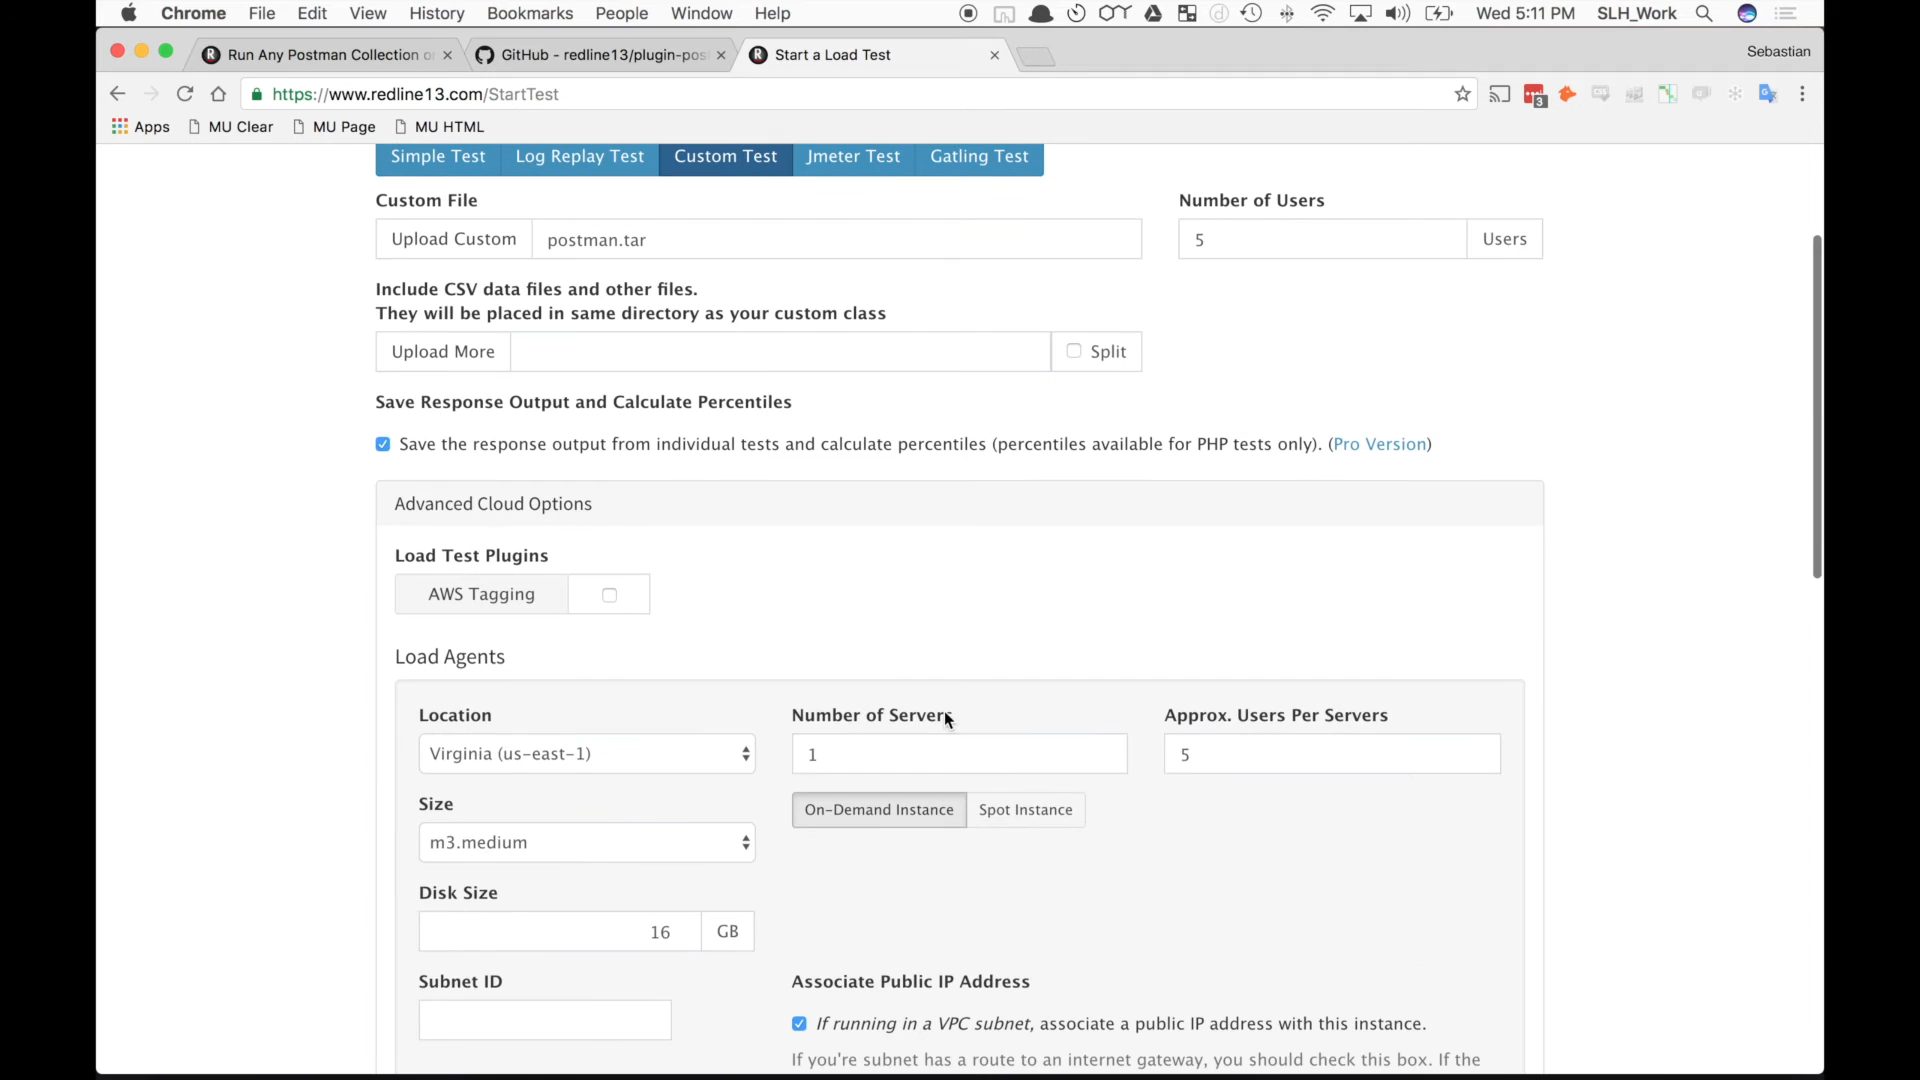 Chrome File Edit View History Bookmarks People Window Help Wed 5:11 PM SLH_Work
Run Any Postman Collection o GitHub - redline13/plugin-pos Start a Load Test Sebastian
https://www.redline13.com/StartTest 3
Apps MU Clear MU Page MU HTML
Simple Test Log Replay Test Custom Test Jmeter Test Gatling Test
Custom File Number of Users
Upload Custom postman.tar 5 Users
Include CSV data files and other files.
They will be placed in same directory as your custom class
Upload More Split
Save Response Output and Calculate Percentiles
Save the response output from individual tests and calculate percentiles (percentiles available for PHP tests only). (Pro Version)
Advanced Cloud Options
Load Test Plugins
AWS Tagging
Load Agents
Location Number of Servers Approx. Users Per Servers
Virginia (us-east-1) 1 5
Size On-Demand Instance Spot Instance
m3.medium
Disk Size
16 GB
Subnet ID Associate Public IP Address
If running in a VPC subnet, associate a public IP address with this instance.
If you're subnet has a route to an internet gateway, you should check this box. If the